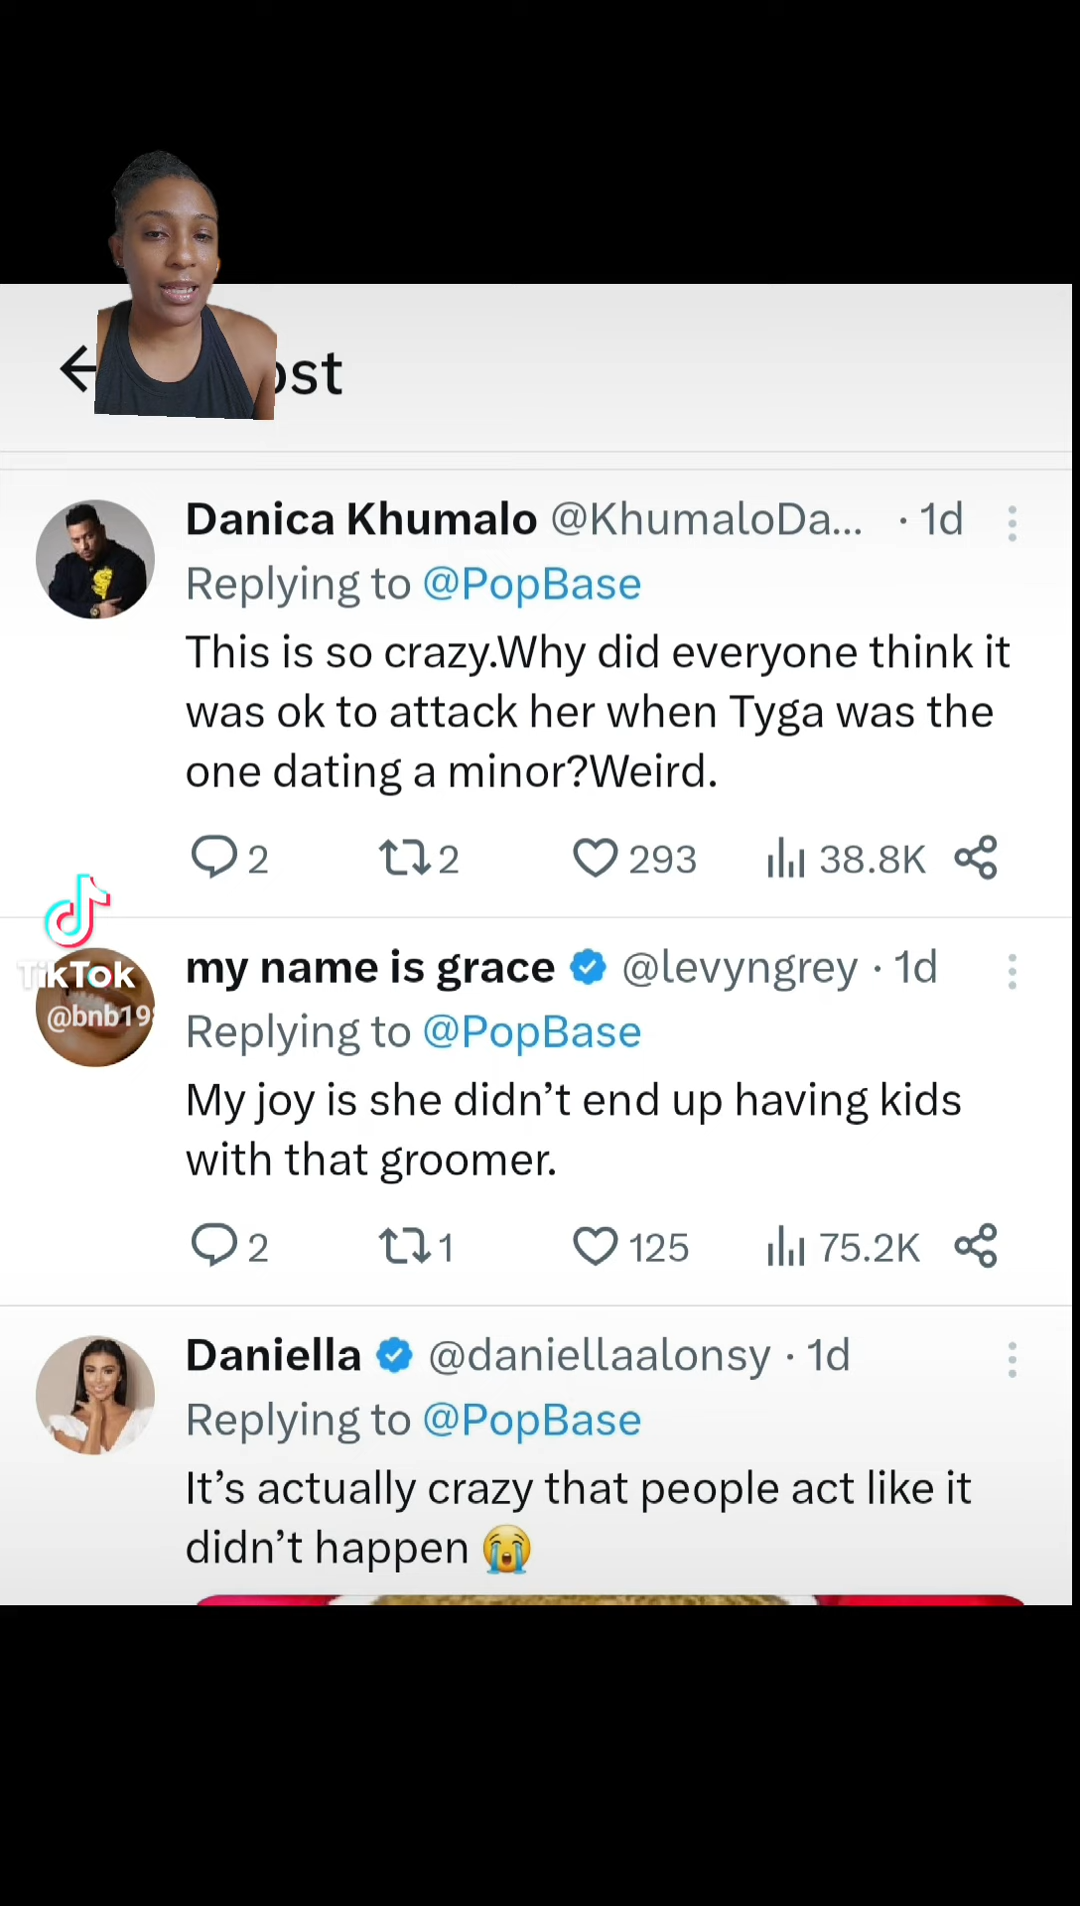 ost
Danica Khumalo @KhumaloDa... · 1d
Replying to @PopBase
This is so crazy.Why did everyone think it
was ok to attack her when Tyga was the
one dating a minor?Weird.
2 2 293 38.8K
TikTok
@bnb19
my name is grace @levyngrey · 1d
Replying to @PopBase
My joy is she didn’t end up having kids
with that groomer.
2 1 125 75.2K
Daniella @daniellaalonsy · 1d
Replying to @PopBase
It’s actually crazy that people act like it
didn’t happen 😭